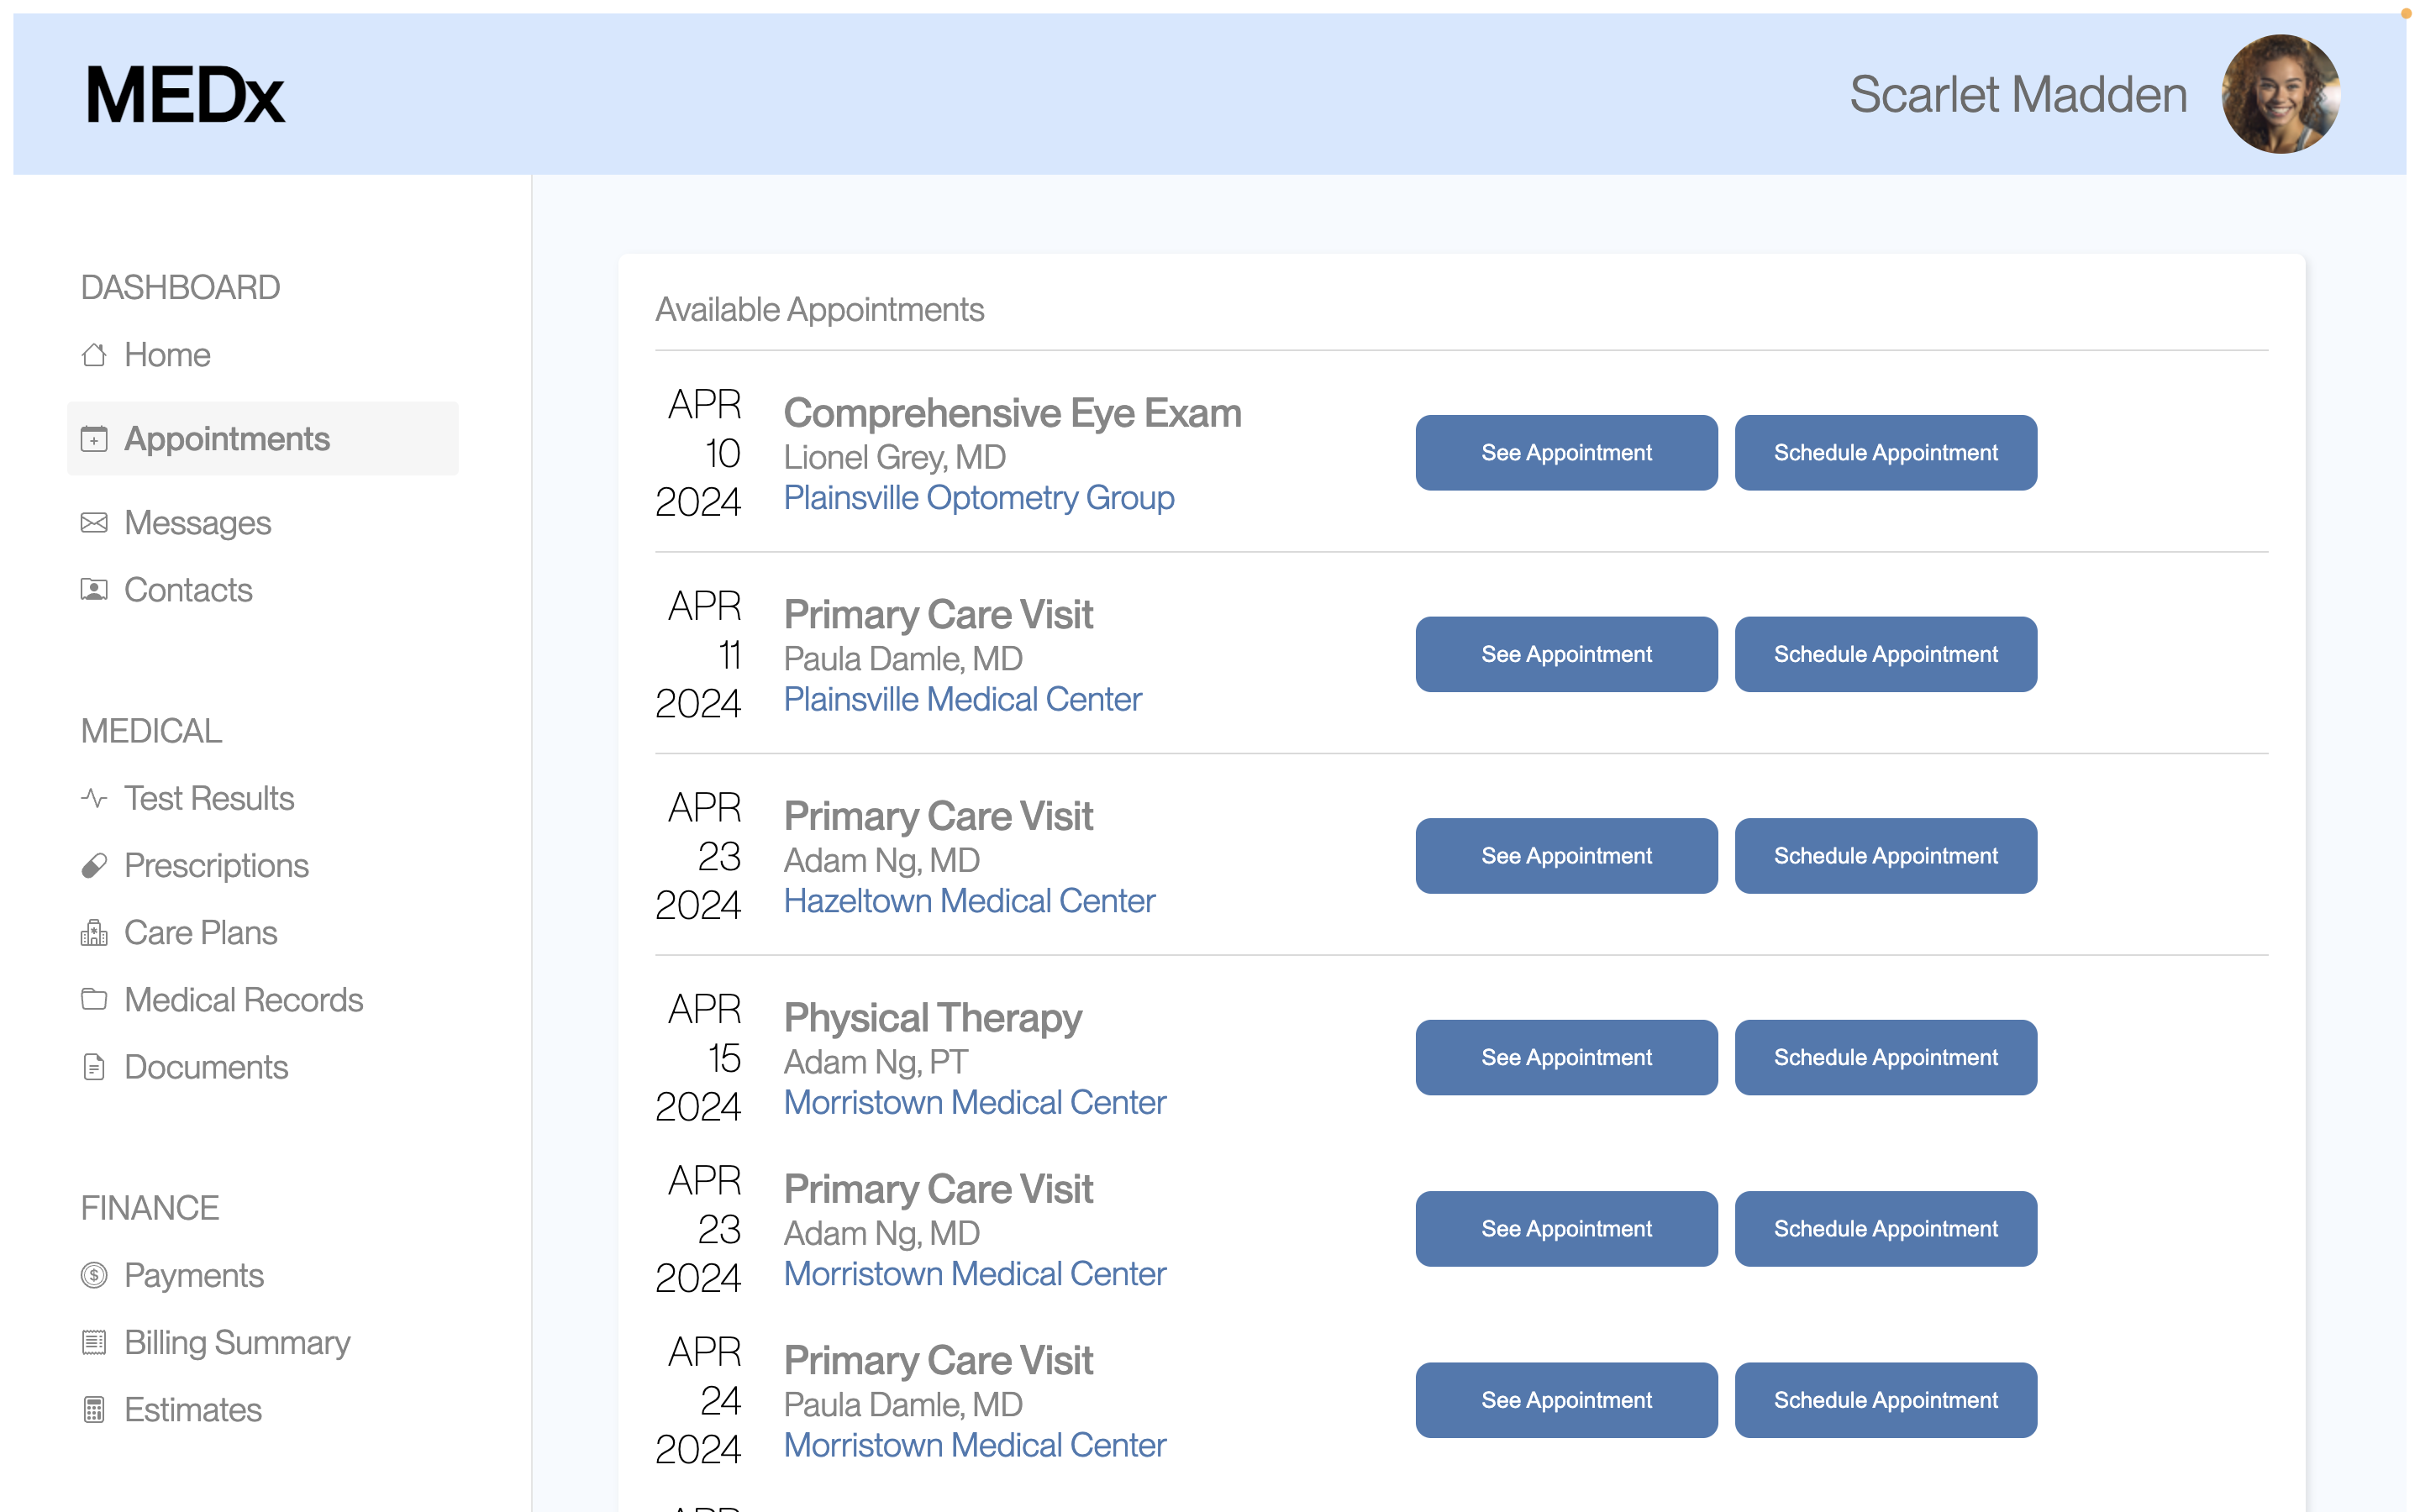 MEDx
Scarlet Madden
DASHBOARD
Home
Appointments
Messages
Contacts
MEDICAL
Test Results
Prescriptions
Care Plans
Medical Records
Documents
FINANCE
Payments
Billing Summary
Estimates
Available Appointments
APR
10
2024
Comprehensive Eye Exam
Lionel Grey, MD
Plainsville Optometry Group
See Appointment
Schedule Appointment
APR
11
2024
Primary Care Visit
Paula Damle, MD
Plainsville Medical Center
See Appointment
Schedule Appointment
APR
23
2024
Primary Care Visit
Adam Ng, MD
Hazeltown Medical Center
See Appointment
Schedule Appointment
APR
15
2024
Physical Therapy
Adam Ng, PT
Morristown Medical Center
See Appointment
Schedule Appointment
APR
23
2024
Primary Care Visit
Adam Ng, MD
Morristown Medical Center
See Appointment
Schedule Appointment
APR
24
2024
Primary Care Visit
Paula Damle, MD
Morristown Medical Center
See Appointment
Schedule Appointment